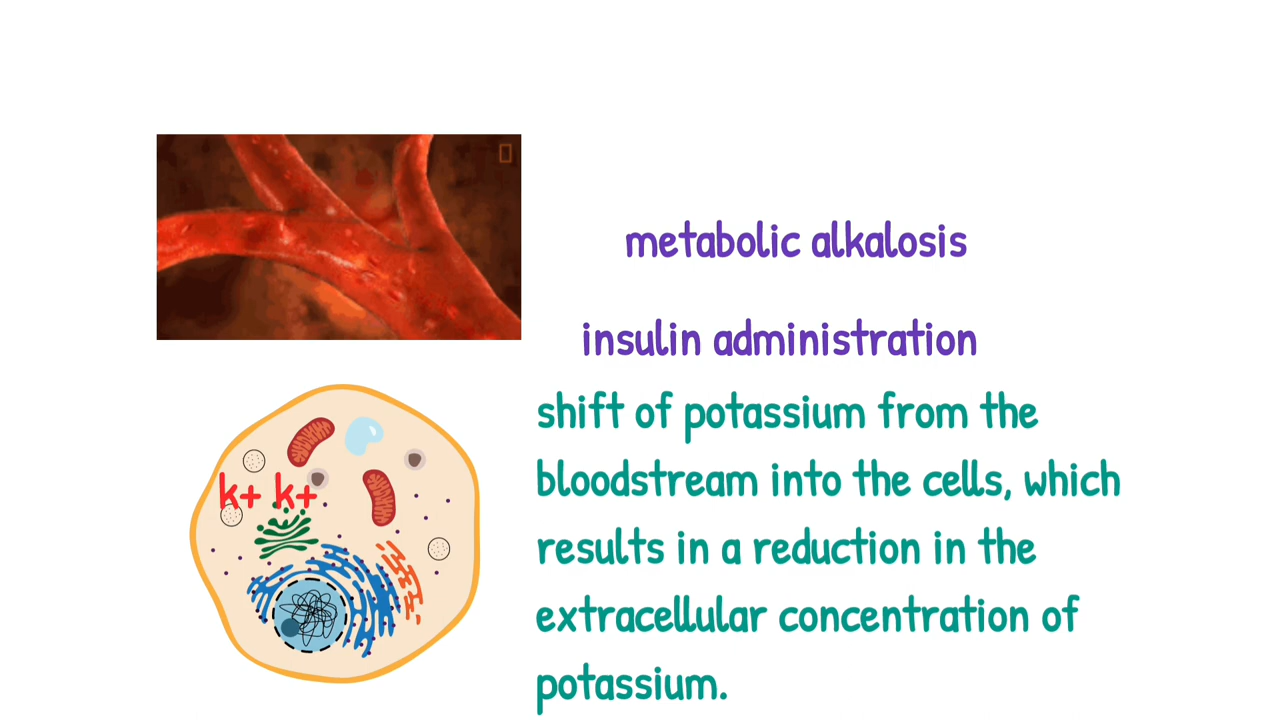 metabolic alkalosis
insulin administration
shift of potassium from the
bloodstream into the cells, which
results in a reduction in the
extracellular concentration of
potassium.
k+ k+